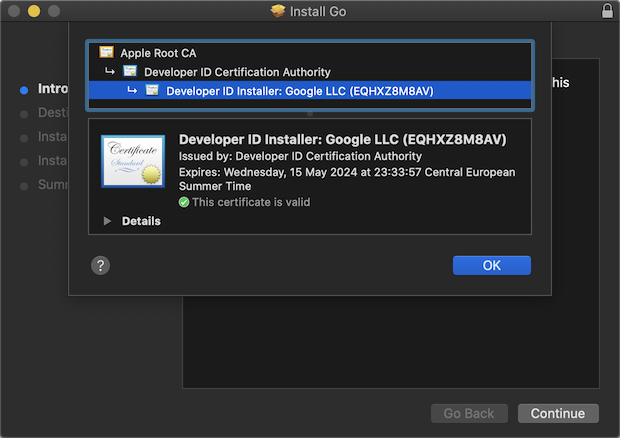 Install Go
Apple Root CA
Developer ID Certification Authority
Developer ID Installer: Google LLC (EQHXZ8M8AV)
Intro
Desti
Insta
Insta
Summ
his
Certificate
Standard
Developer ID Installer: Google LLC (EQHXZ8M8AV)
Issued by: Developer ID Certification Authority
Expires: Wednesday, 15 May 2024 at 23:33:57 Central European
Summer Time
This certificate is valid
Details
?
OK
Go Back
Continue